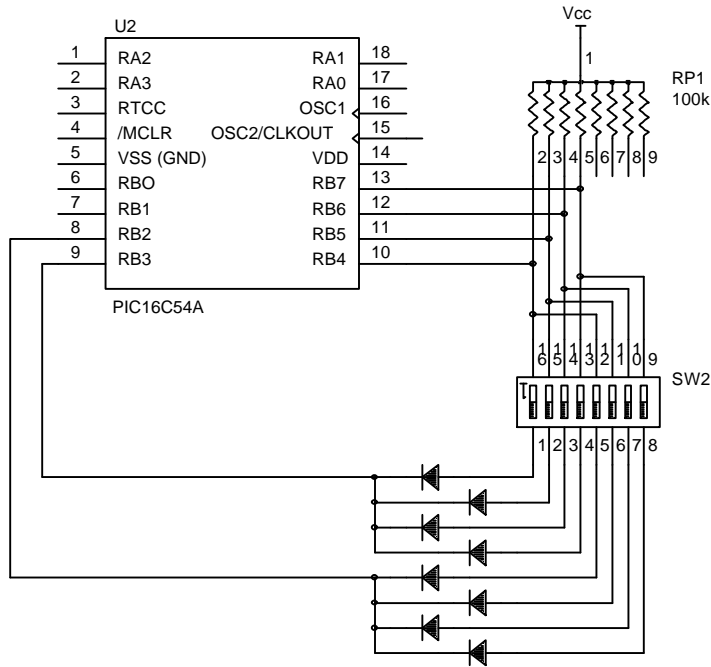 Vcc
U2
1
1 RA2 RA1 18
2 RA3 RA0 17
RP1
3 RTCC OSC1 16
100k
4 /MCLR OSC2/CLKOUT 15
5 VSS (GND) VDD 14
2 3 4 5 6 7 8 9
6 RBO RB7 13
7 RB1 RB6 12
8 RB2 RB5 11
9 RB3 RB4 10
PIC16C54A
16 15 14 13 12 11 10 9
SW2
1 2 3 4 5 6 7 8